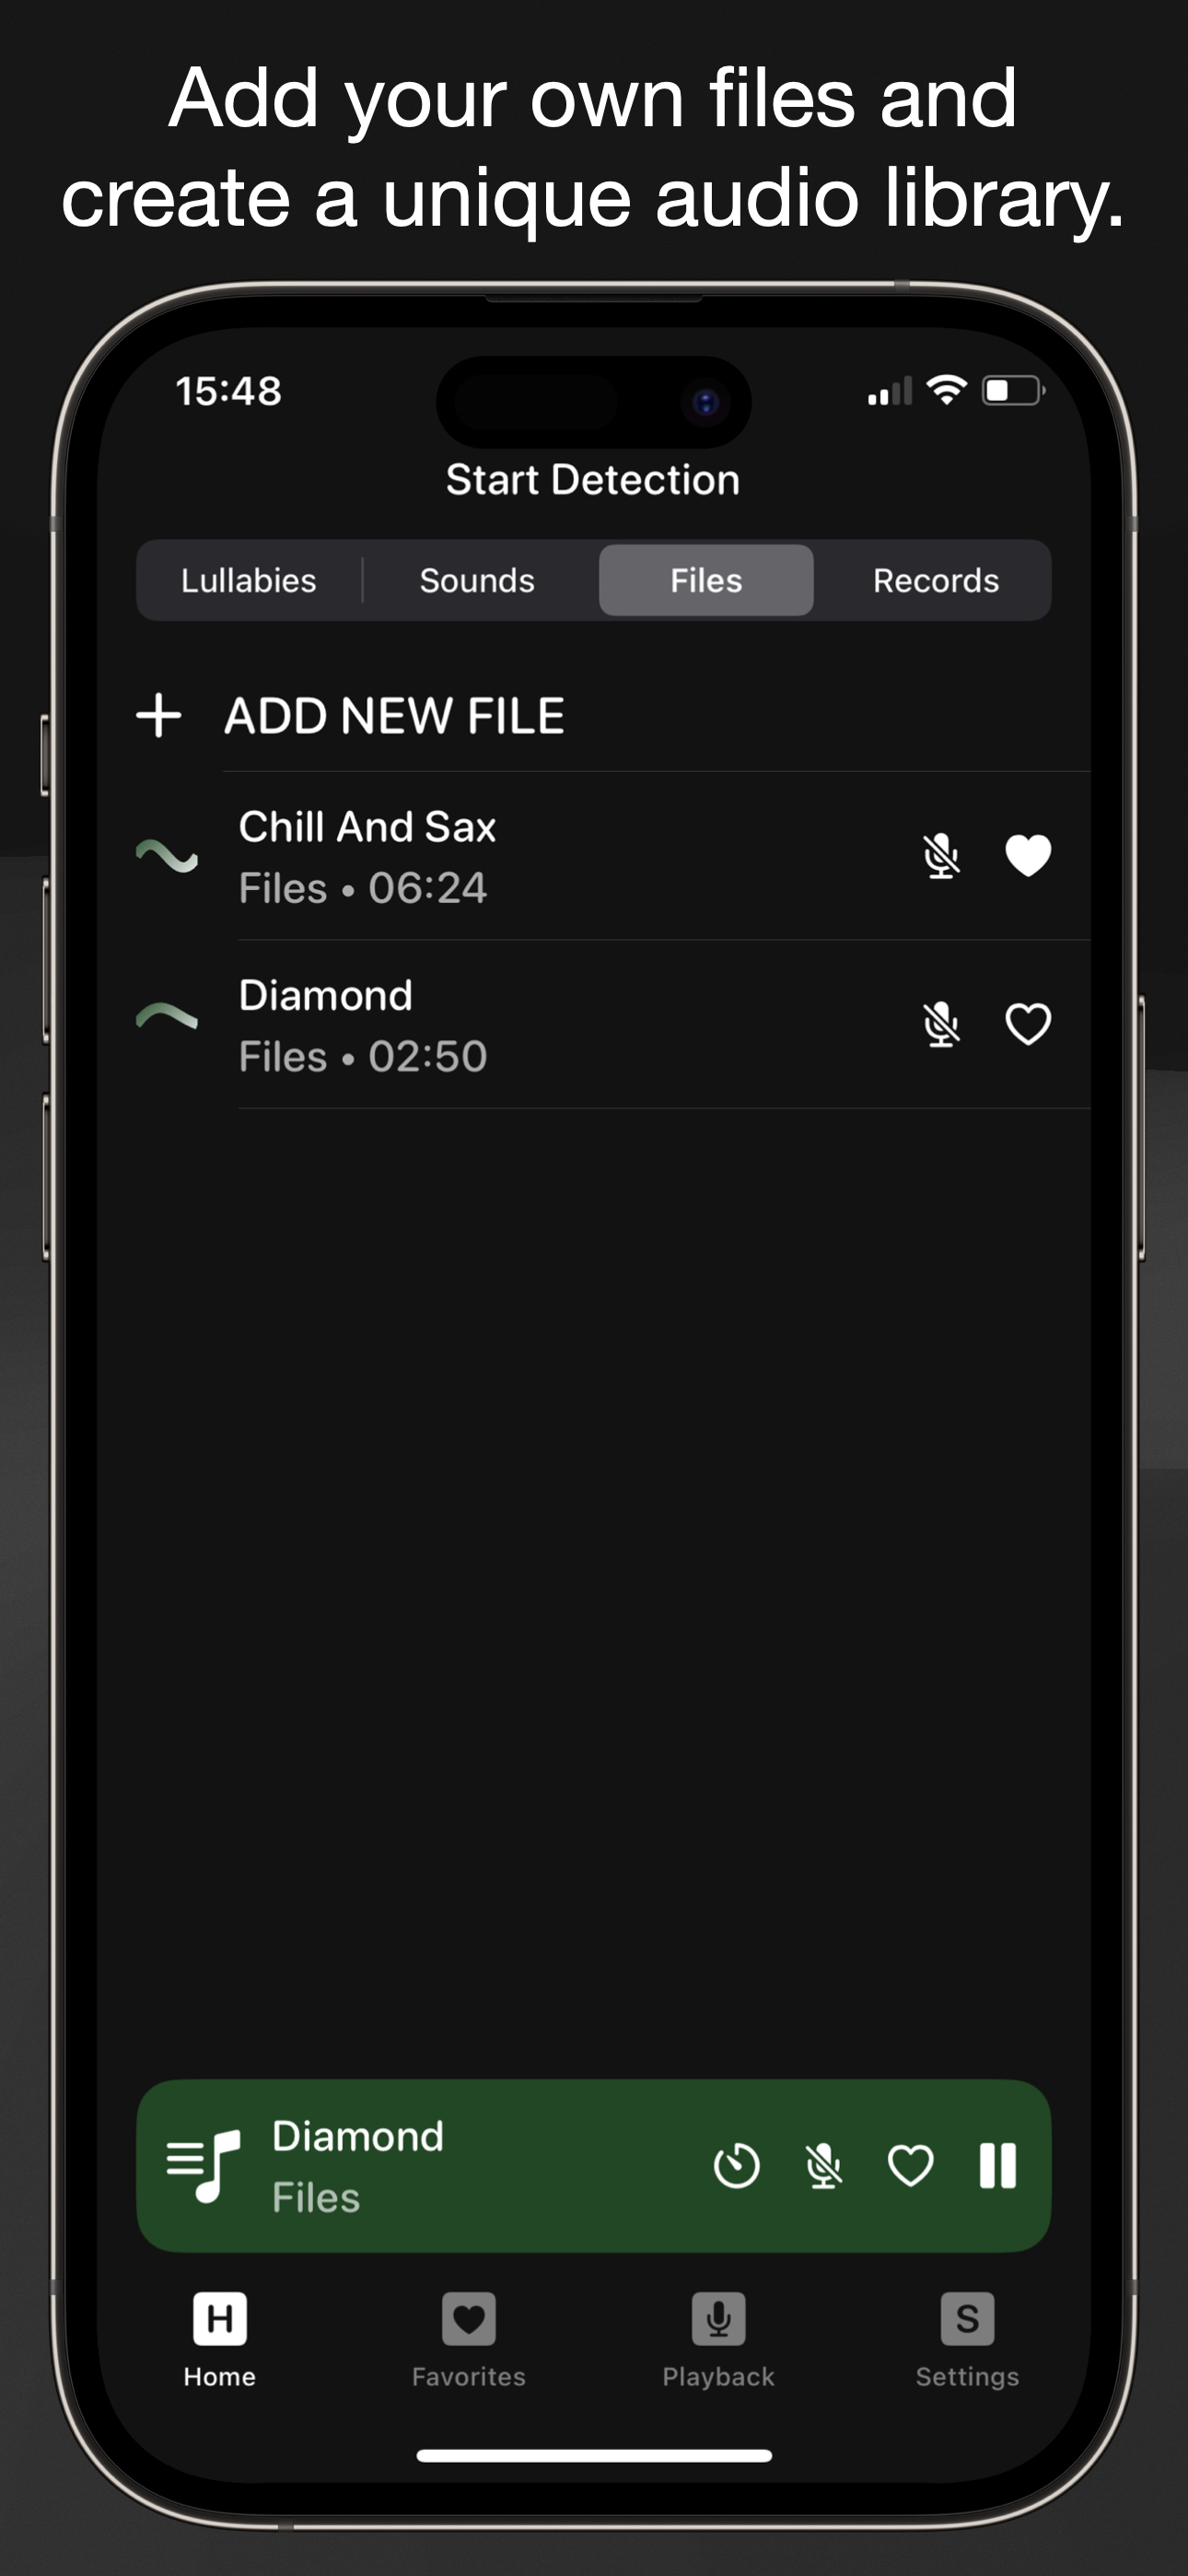 Add your own files and
create a unique audio library.
15:48
Start Detection
Lullabies Sounds Files Records
ADD NEW FILE
Chill And Sax
Files • 06:24
Diamond
Files • 02:50
Diamond
Files
H S
Home Favorites Playback Settings